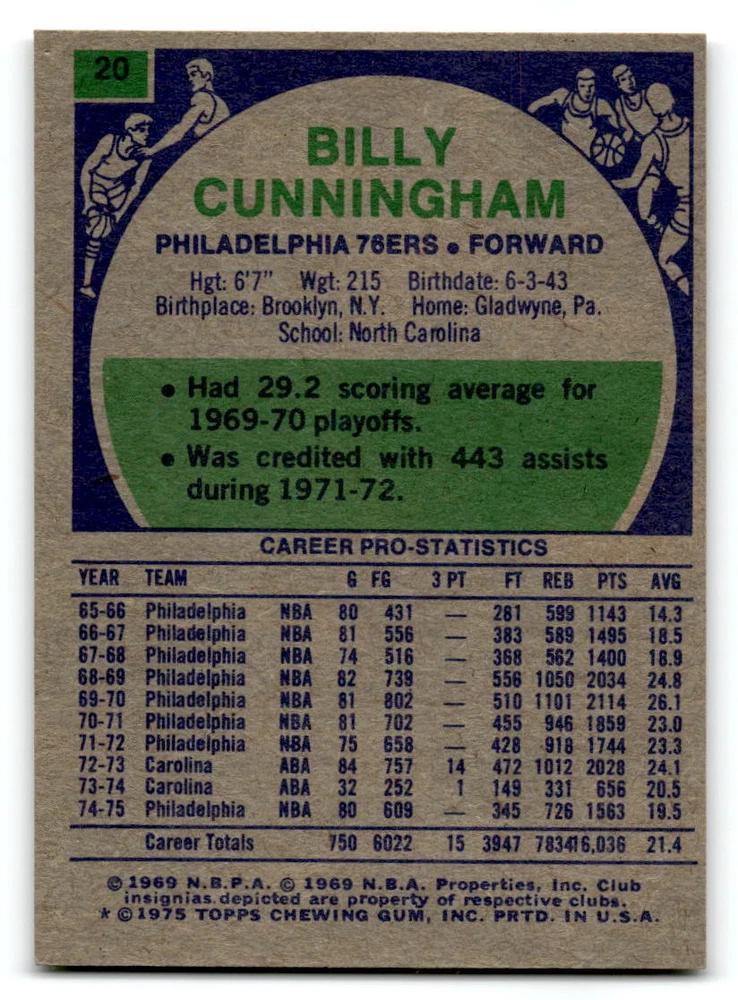 20
BILLY
CUNNINGHAM
PHILADELPHIA 76ERS • FORWARD
Hgt: 6'7" Wgt: 215 Birthdate: 6-3-43
Birthplace: Brooklyn, N.Y. Home: Gladwyne, Pa.
School: North Carolina
• Had 29.2 scoring average for
1969-70 playoffs.
• Was credited with 443 assists
during 1971-72.
CAREER PRO-STATISTICS
YEAR TEAM G FG 3 PT FT REB PTS AVG
65-66 Philadelphia NBA 80 431 — 281 599 1143 14.3
66-67 Philadelphia NBA 81 556 — 383 589 1495 18.5
67-68 Philadelphia NBA 74 516 — 368 562 1400 18.9
68-69 Philadelphia NBA 82 739 — 556 1050 2034 24.8
69-70 Philadelphia NBA 81 802 — 510 1101 2114 26.1
70-71 Philadelphia NBA 81 702 — 455 946 1859 23.0
71-72 Philadelphia NBA 75 658 — 428 918 1744 23.3
72-73 Carolina ABA 84 757 14 472 1012 2028 24.1
73-74 Carolina ABA 32 252 1 149 331 656 20.5
74-75 Philadelphia NBA 80 609 — 345 726 1563 19.5
Career Totals 750 6022 15 3947 7834 16,036 21.4
© 1969 N.B.P.A. © 1969 N.B.A. Properties, Inc. Club
insignias depicted are property of respective clubs.
* © 1975 TOPPS CHEWING GUM, INC. PRTD. IN U.S.A.